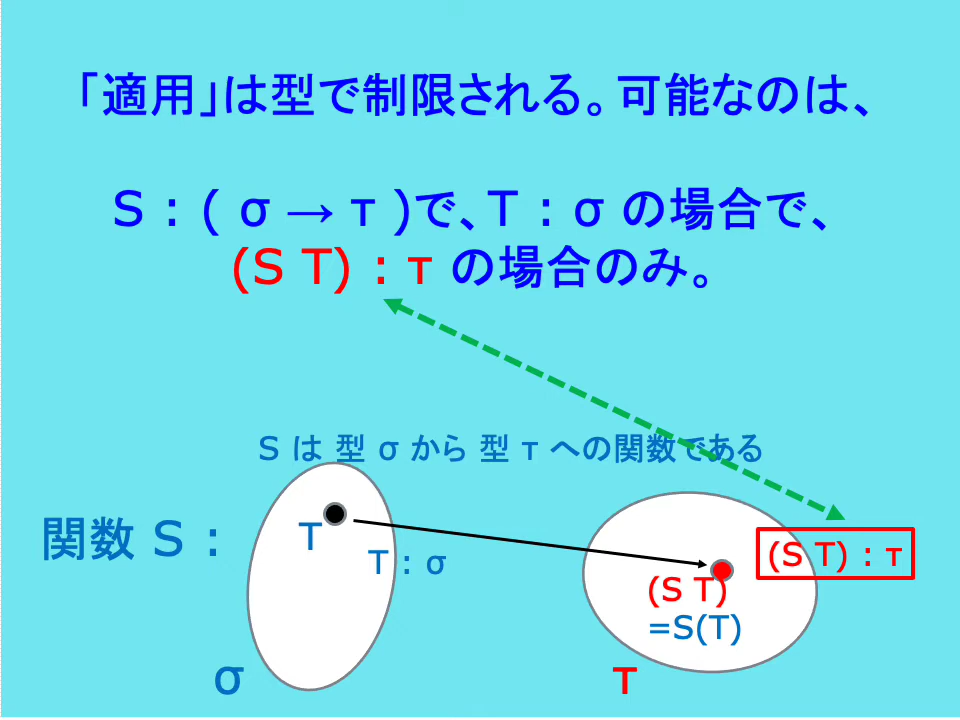 「適用」は型で制限される。可能なのは、
S : ( σ → τ )で、T : σ の場合で、
(S T) : τ の場合のみ。
S は 型 σ から 型 τ への関数である
関数 S :
T
T : σ
(S T) : τ
(S T)
=S(T)
σ
τ